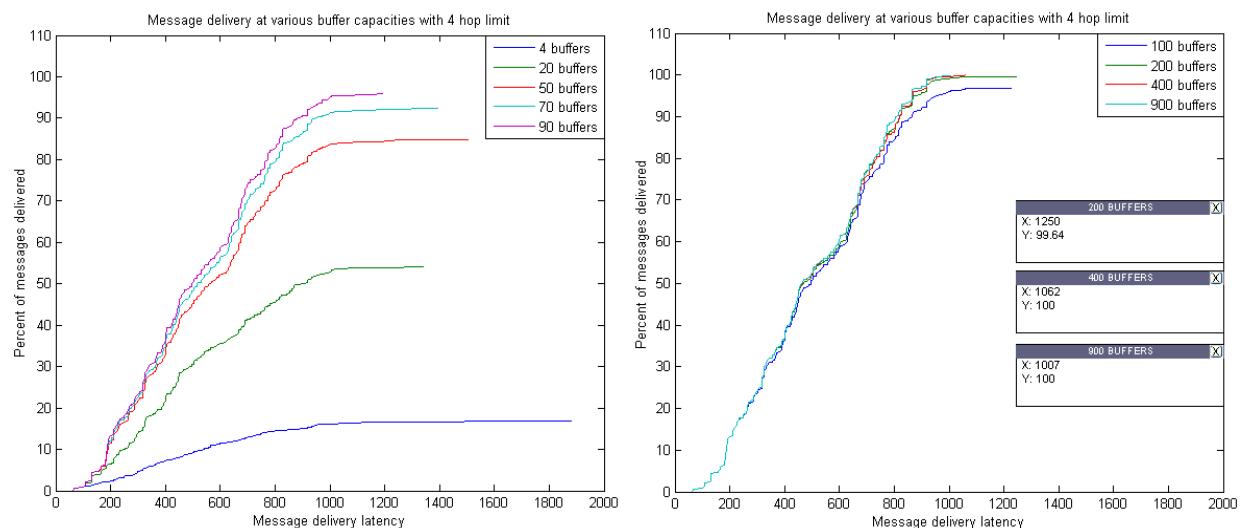 Message delivery at various buffer capacities with 4 hop limit
110
100
90
80
70
60
50
40
30
20
10
0
Percent of messages delivered
4 buffers
20 buffers
50 buffers
70 buffers
90 buffers
0 200 400 600 800 1000 1200 1400 1600 1800 2000
Message delivery latency
Message delivery at various buffer capacities with 4 hop limit
110
100
90
80
70
60
50
40
30
20
10
0
Percent of messages delivered
100 buffers
200 buffers
400 buffers
900 buffers
200 BUFFERS X
X: 1250
Y: 99.64
400 BUFFERS X
X: 1062
Y: 100
900 BUFFERS X
X: 1007
Y: 100
0 200 400 600 800 1000 1200 1400 1600 1800 2000
Message delivery latency